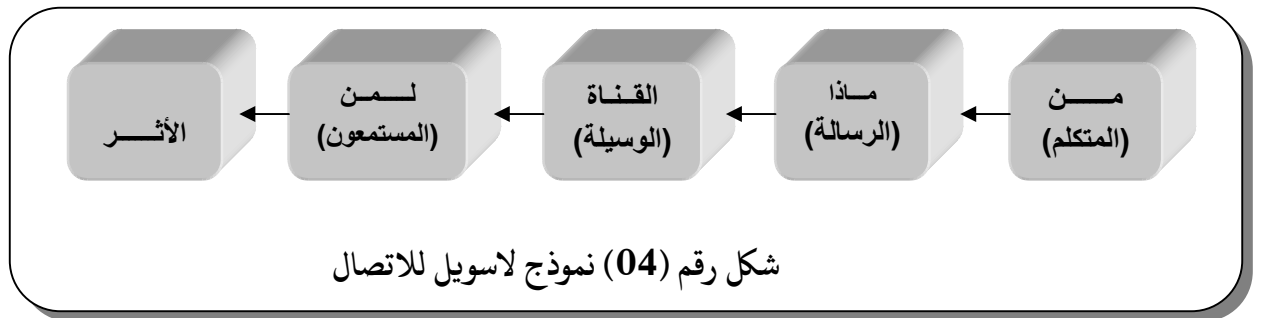 مـــن
(المتكلم)
مـاذا
(الرسالة)
القـنـاة
(الوسيلة)
لـــمـن
(المستمعون)
الأثـــر
شكل رقم (04) نموذج لاسويل للاتصال